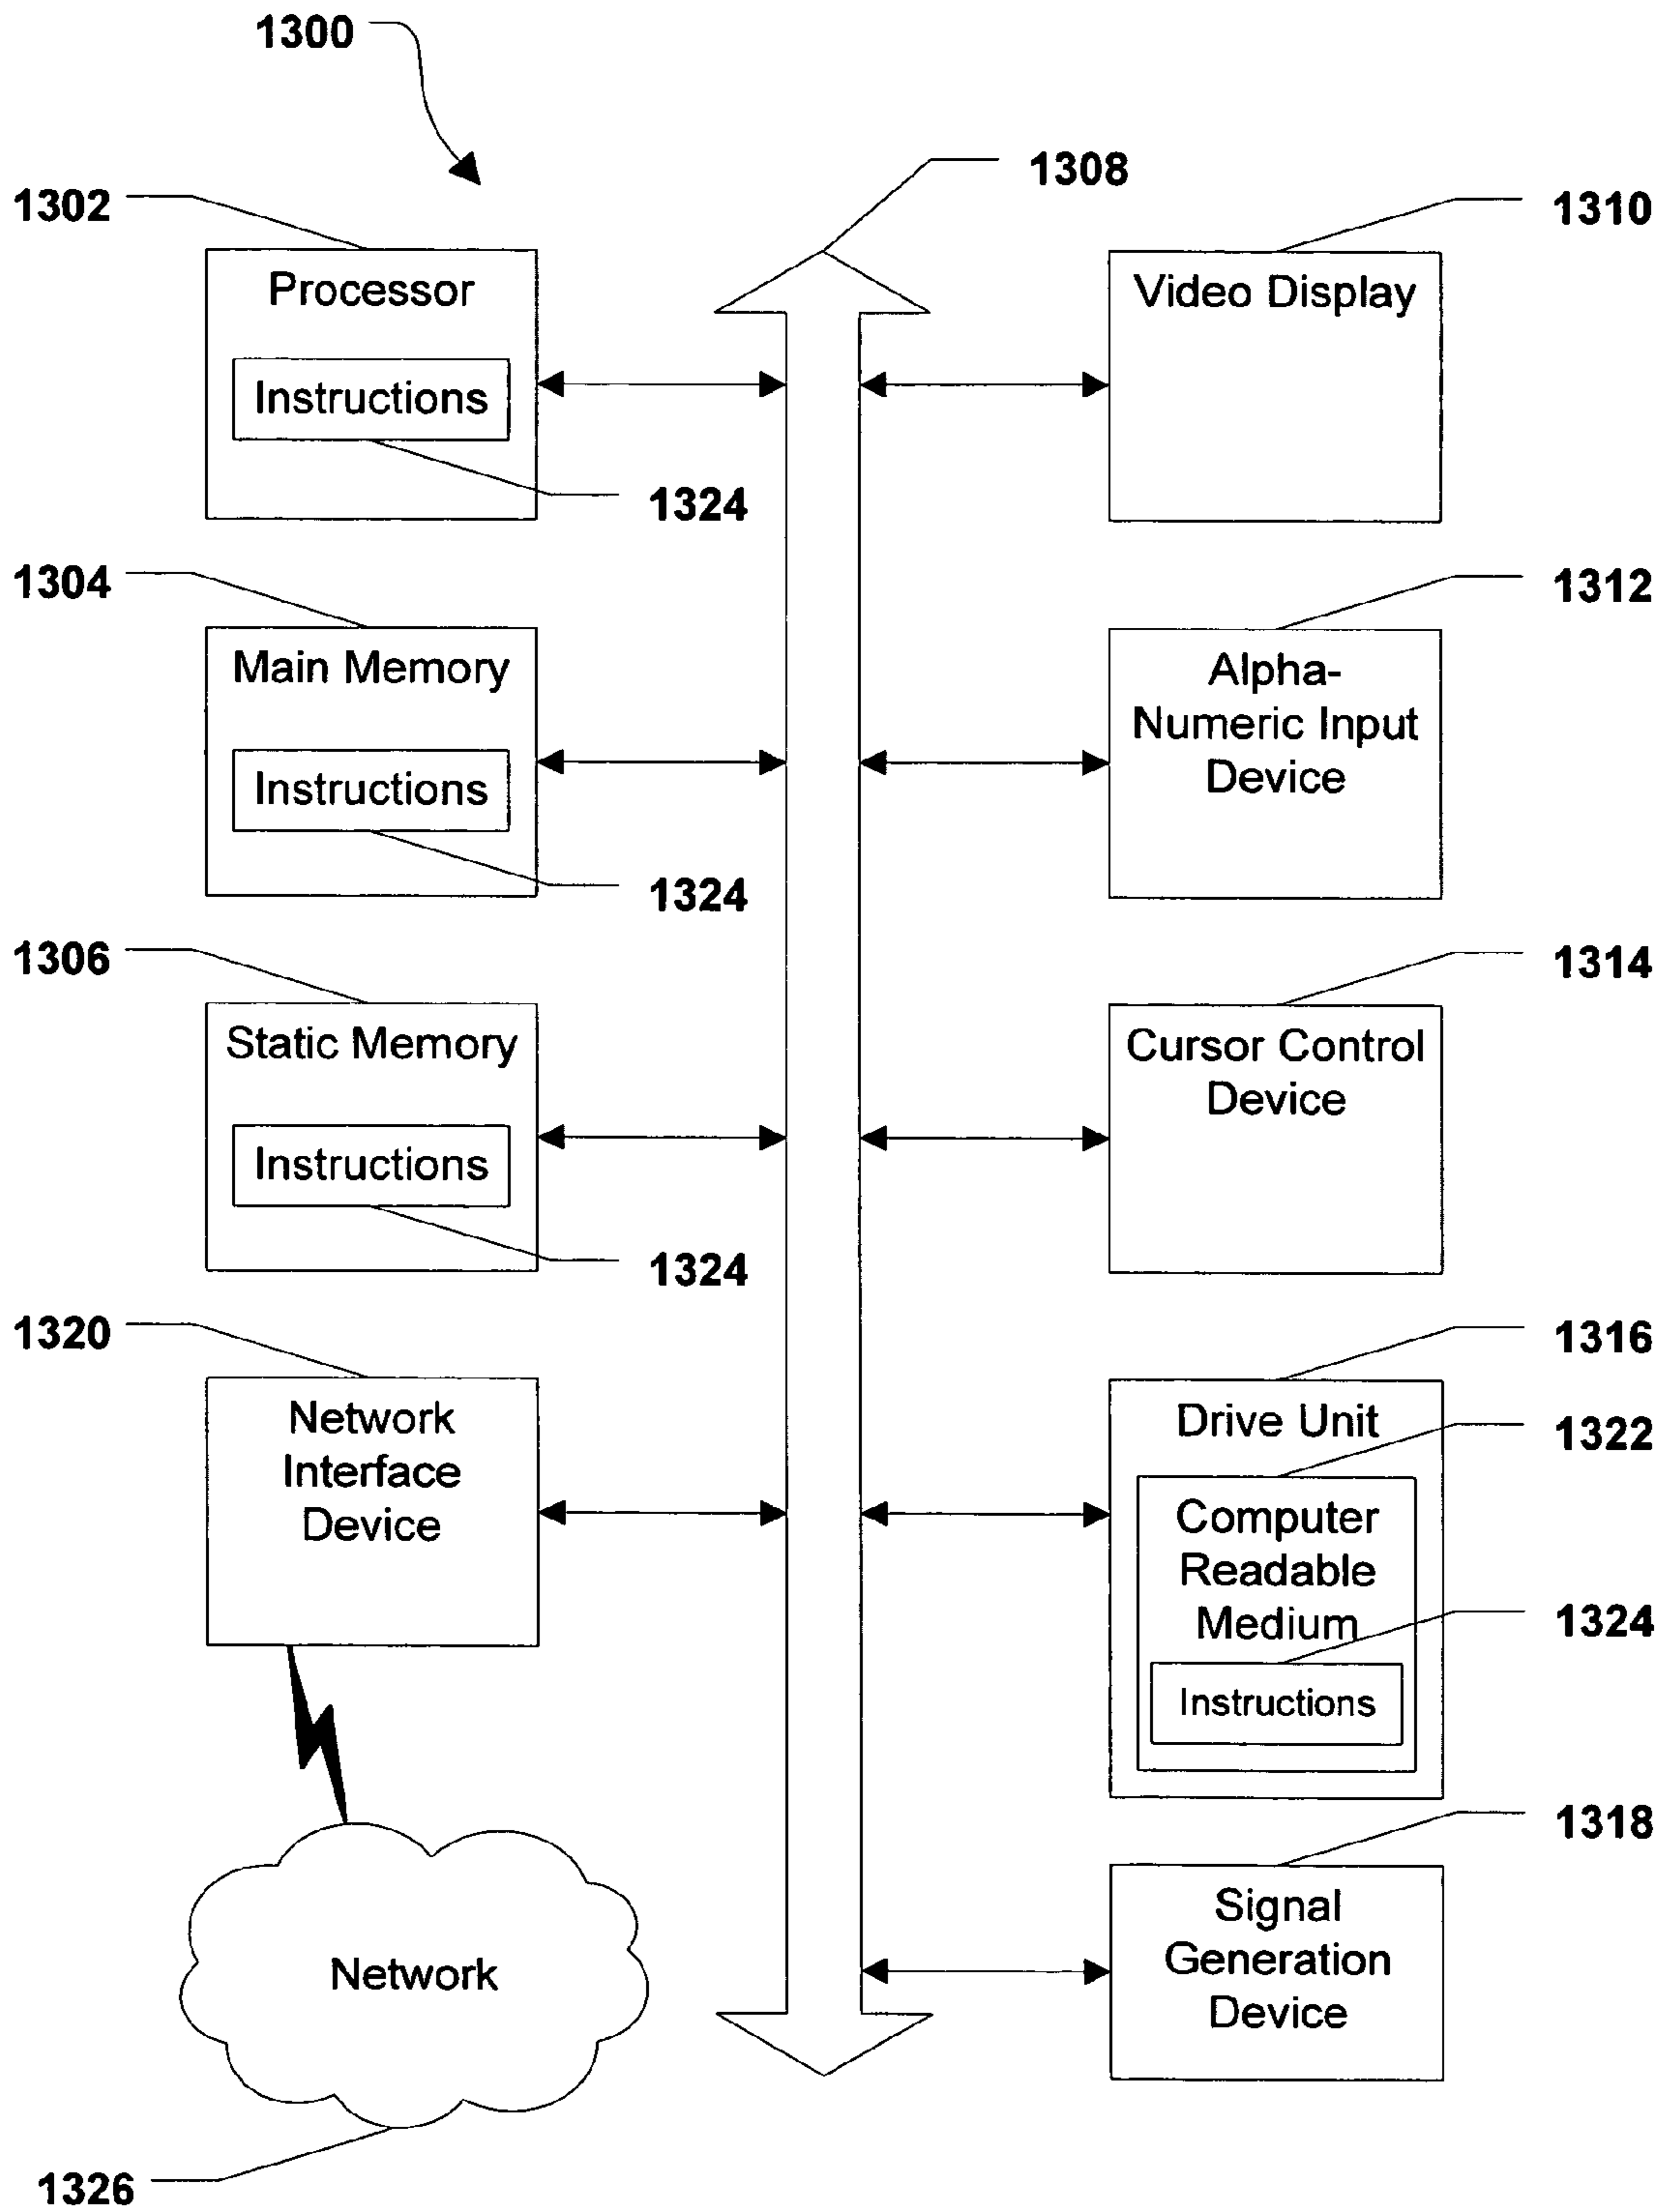 1300
1308
1302
1310
Processor
Video Display
Instructions
1324
1304
1312
Main Memory
Alpha-
Numeric Input
Device
Instructions
1324
1306
1314
Static Memory
Cursor Control
Device
Instructions
1324
1320
1316
Network
Interface
Device
Drive Unit
1322
Computer
Readable
Medium
1324
Instructions
1318
Signal
Generation
Device
Network
1326